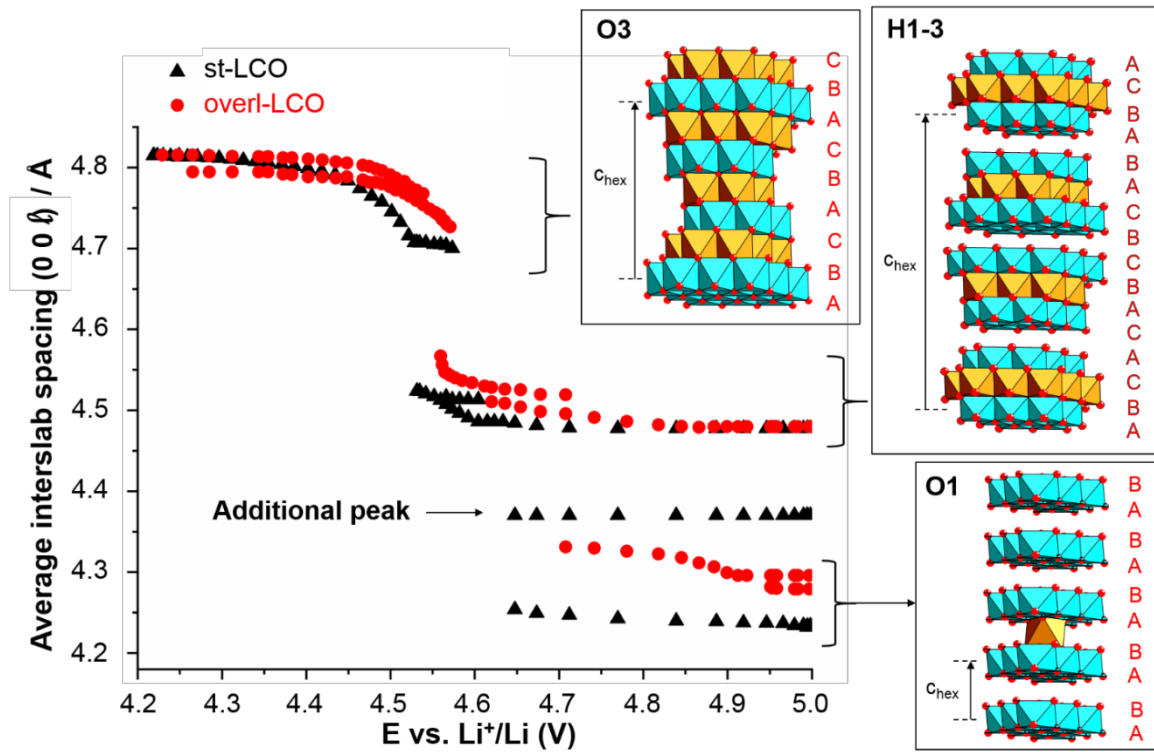 st-LCO
overl-LCO
Average interslab spacing (0 0 ℓ) / Å
4.8
4.7
4.6
4.5
4.4
4.3
4.2
4.2 4.3 4.4 4.5 4.6 4.7 4.8 4.9 5.0
E vs. Li⁺/Li (V)
Additional peak
O3
c_hex
C
B
A
C
B
A
C
B
A
H1-3
c_hex
A
C
B
A
B
A
C
B
C
B
A
C
A
C
B
A
O1
c_hex
B
A
B
A
B
A
B
A
B
A